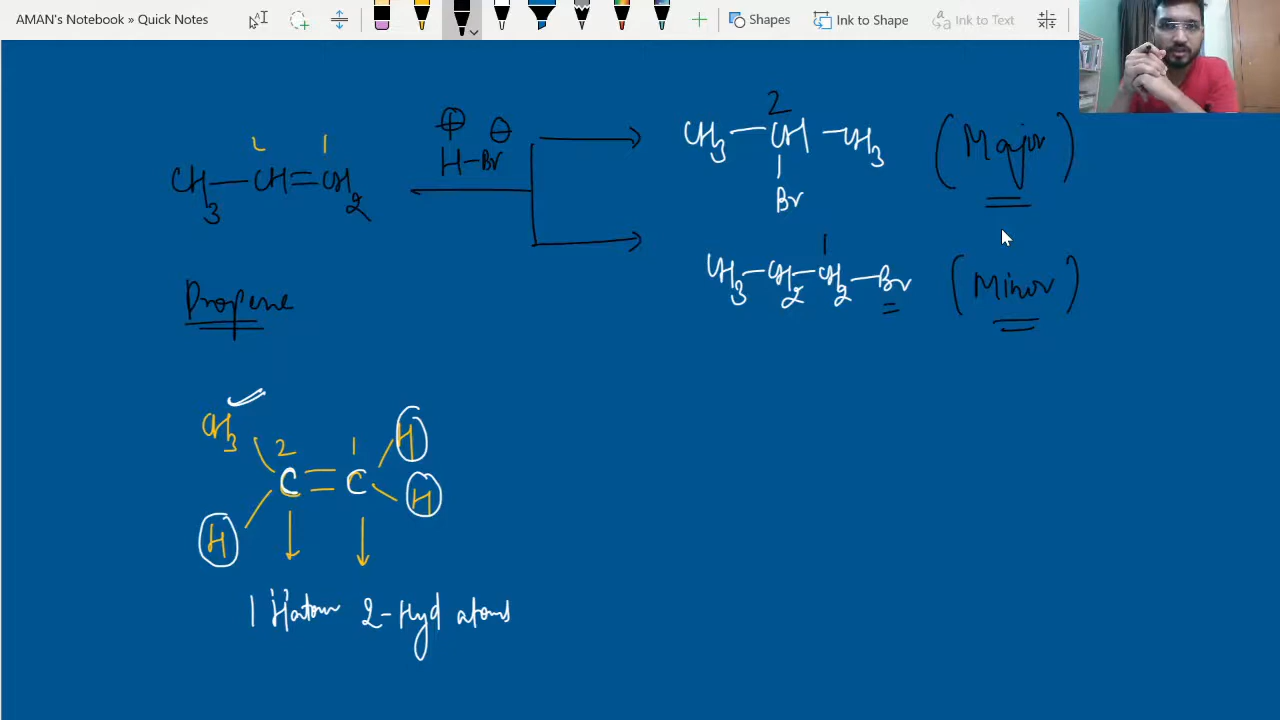 AMAN's Notebook » Quick Notes
Shapes
Ink to Shape
Ink to Text
CH3—CH=CH2
2 1
⊕ ⊖
H-Br
2
CH3—CH—CH3
Br
(Major)
1
CH3—CH2—CH2—Br
(Minor)
Propene
CH3
2 1
C=C
H
H
H
1 H atom 2-Hyd atoms